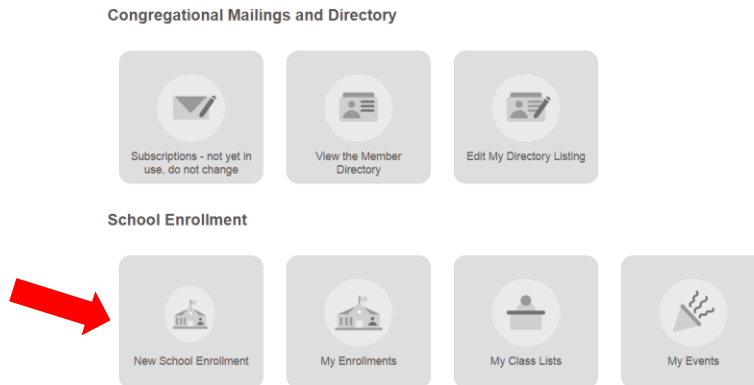 Congregational Mailings and Directory
Subscriptions - not yet in
use, do not change
View the Member
Directory
Edit My Directory Listing
School Enrollment
New School Enrollment
My Enrollments
My Class Lists
My Events